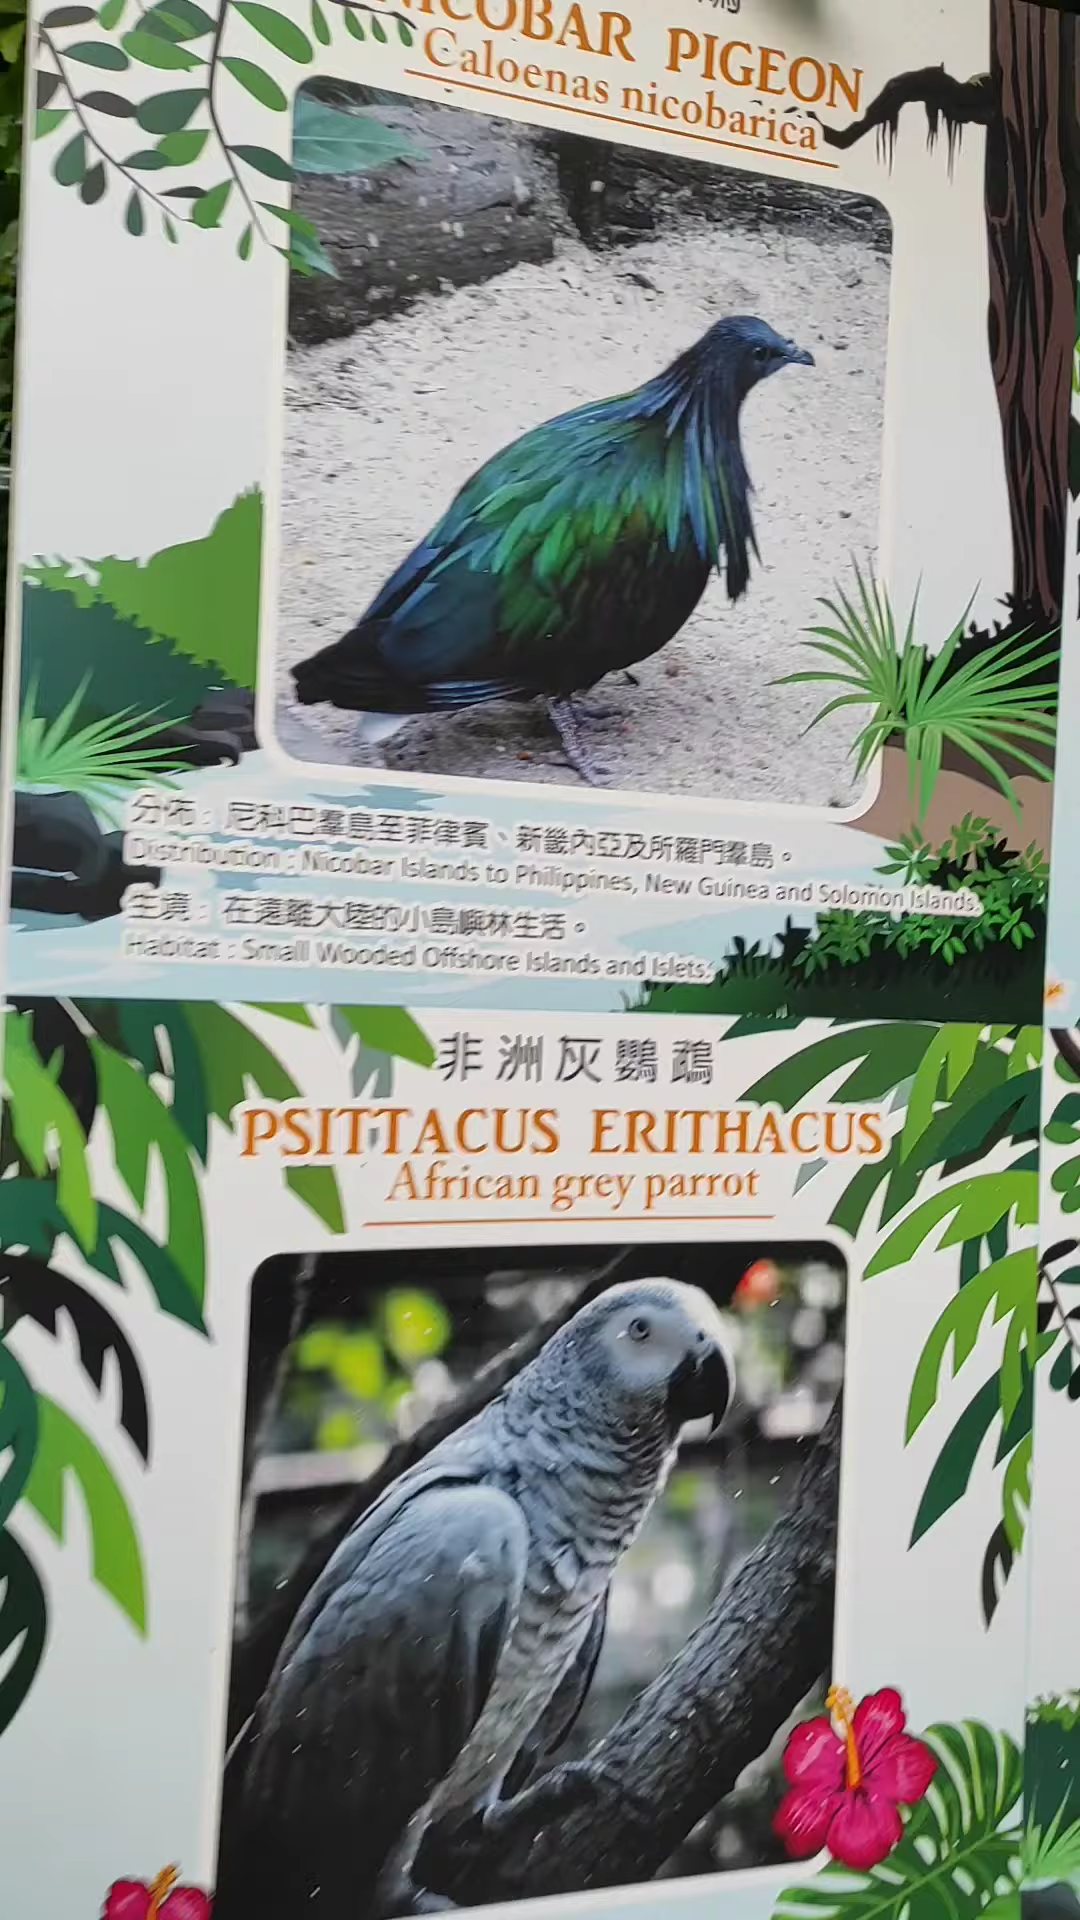 NICOBAR PIGEON
Caloenas nicobarica
分佈：尼科巴羣島至菲律賓、新畿內亞及所羅門羣島。
Distribution : Nicobar Islands to Philippines, New Guinea and Solomon Islands.
生境：在遠離大陸的小島嶼林生活。
Habitat : Small Wooded Offshore Islands and Islets.
非洲灰鸚鵡
PSITTACUS ERITHACUS
African grey parrot